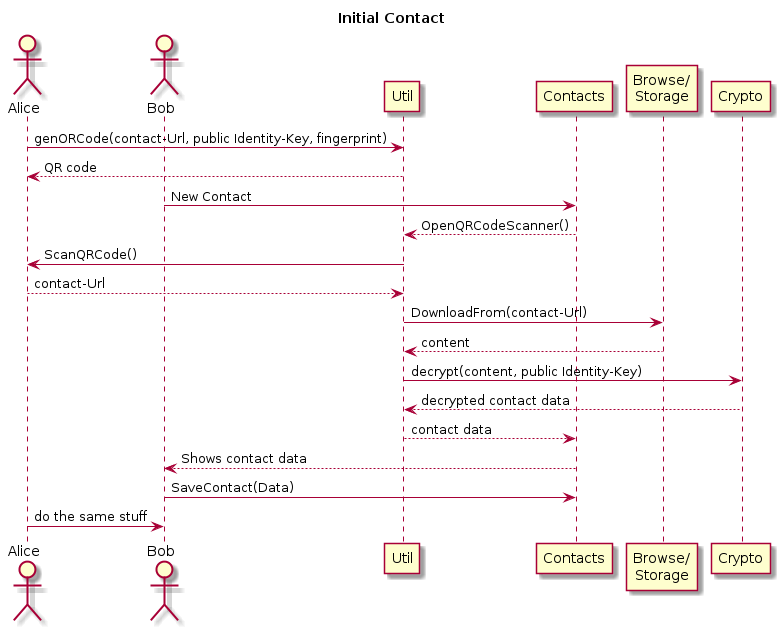 Initial Contact
Alice
Bob
Util
Contacts
Browse/
Storage
Crypto
genORCode(contact-Url, public Identity-Key, fingerprint)
QR code
New Contact
OpenQRCodeScanner()
ScanQRCode()
contact-Url
DownloadFrom(contact-Url)
content
decrypt(content, public Identity-Key)
decrypted contact data
contact data
Shows contact data
SaveContact(Data)
do the same stuff
Alice
Bob
Util
Contacts
Browse/
Storage
Crypto